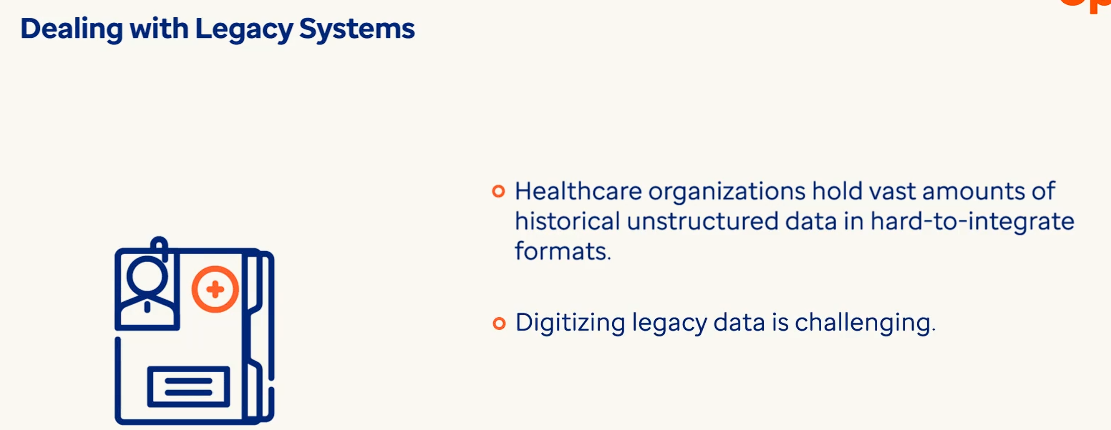 Dealing with Legacy Systems
Healthcare organizations hold vast amounts of
historical unstructured data in hard-to-integrate
formats.
Digitizing legacy data is challenging.